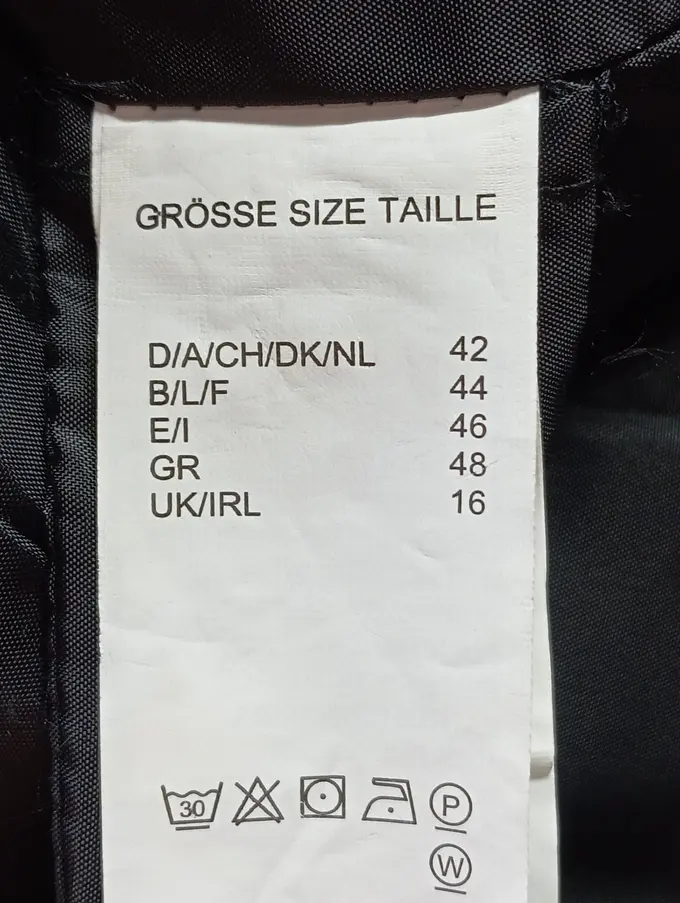 GRÖSSE SIZE TAILLE
D/A/CH/DK/NL 42
B/L/F 44
E/I 46
GR 48
UK/IRL 16
30
P
W